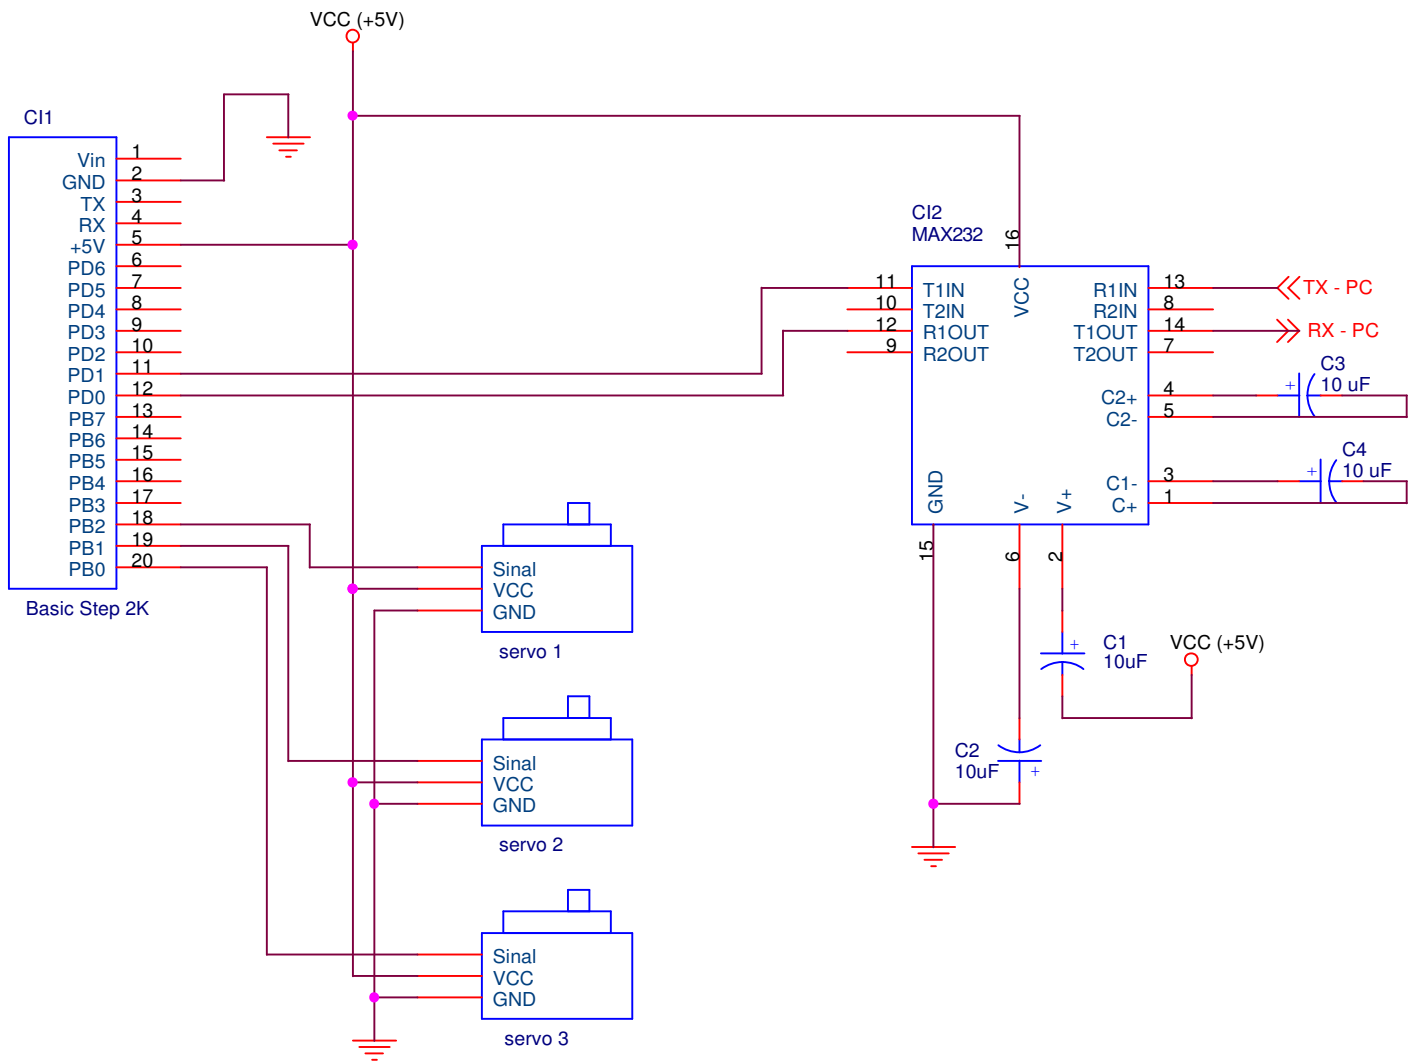 VCC (+5V)
CI1
Vin 1
GND 2
TX 3
RX 4
+5V 5
PD6 6
PD5 7
PD4 8
PD3 9
PD2 10
PD1 11
PD0 12
PB7 13
PB6 14
PB5 15
PB4 16
PB3 17
PB2 18
PB1 19
PB0 20
Basic Step 2K
Sinal
VCC
GND
servo 1
Sinal
VCC
GND
servo 2
Sinal
VCC
GND
servo 3
CI2
MAX232
16
VCC
11 T1IN
10 T2IN
12 R1OUT
9 R2OUT
R1IN 13
R2IN 8
T1OUT 14
T2OUT 7
C2+ 4
C2- 5
C1- 3
C+ 1
GND
15
V-
6
V+
2
TX - PC
RX - PC
C3
+ 10 uF
C4
+ 10 uF
+ C1
10uF
VCC (+5V)
C2
10uF +